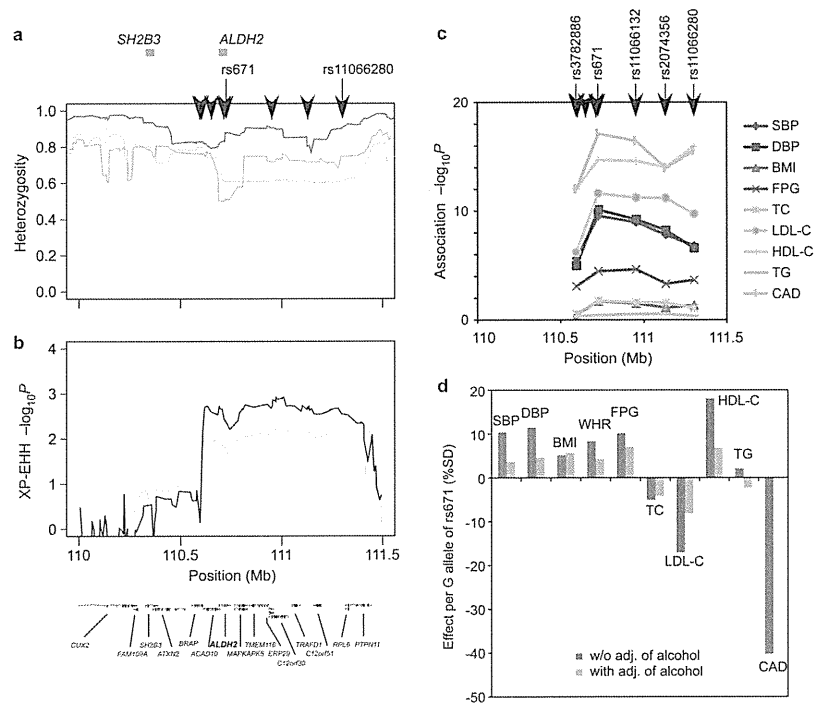 a
SH2B3 ALDH2
rs671 rs11066280
Heterozygosity
1.0
0.8
0.6
0.4
0.2
0.0
b
XP-EHH –log10P
4
3
2
1
0
110 110.5 111 111.5
Position (Mb)
CUX2
FAM109A
SH2B3
ATXN2
BRAP
ACAD10
ALDH2
MAPKAPK5
TMEM116
ERP29
C12orf30
TRAFD1
C12orf51
RPL6
PTPN11
c
rs3782886
rs671
rs11066132
rs2074356
rs11066280
Association –log10P
20
10
0
110 110.5 111 111.5
Position (Mb)
SBP
DBP
BMI
FPG
TC
LDL-C
HDL-C
TG
CAD
d
Effect per G allele of rs671 (%SD)
20
10
0
-10
-20
-30
-40
-50
SBP
DBP
BMI
WHR
FPG
TC
LDL-C
HDL-C
TG
CAD
w/o adj. of alcohol
with adj. of alcohol